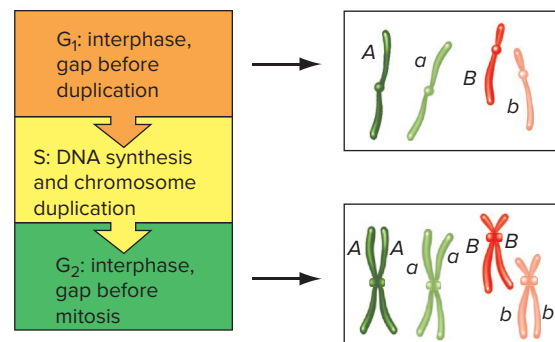 G₁: interphase,
gap before
duplication
A
a
B
b
S: DNA synthesis
and chromosome
duplication
G₂: interphase,
gap before
mitosis
A A
a a
B B
b b